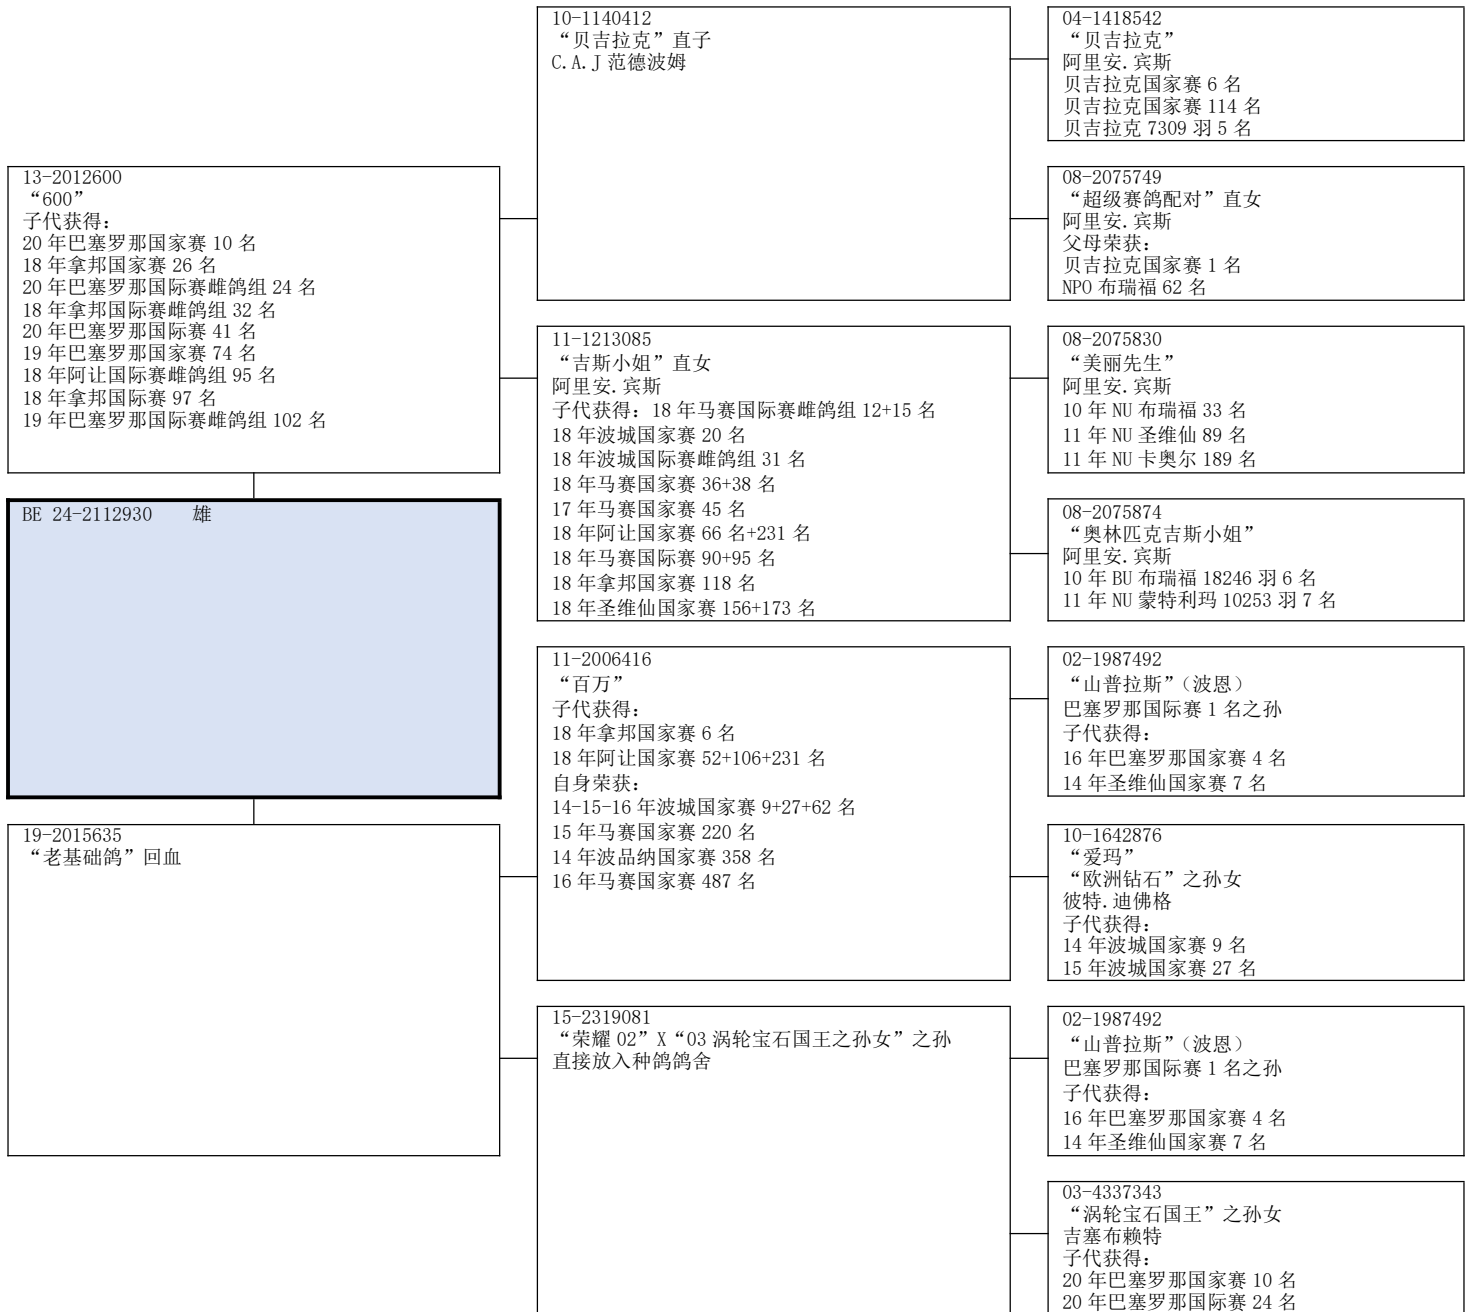 13-2012600
“600”
子代获得：
20 年巴塞罗那国家赛 10 名
18 年拿邦国家赛 26 名
20 年巴塞罗那国际赛雌鸽组 24 名
18 年拿邦国际赛雌鸽组 32 名
20 年巴塞罗那国际赛 41 名
19 年巴塞罗那国家赛 74 名
18 年阿让国际赛雌鸽组 95 名
18 年拿邦国际赛 97 名
19 年巴塞罗那国际赛雌鸽组 102 名
BE 24-2112930 雄
19-2015635
“老基础鸽”回血
10-1140412
“贝吉拉克”直子
C.A.J 范德波姆
11-1213085
“吉斯小姐”直女
阿里安.宾斯
子代获得：18 年马赛国际赛雌鸽组 12+15 名
18 年波城国家赛 20 名
18 年波城国际赛雌鸽组 31 名
18 年马赛国家赛 36+38 名
17 年马赛国家赛 45 名
18 年阿让国家赛 66 名+231 名
18 年马赛国际赛 90+95 名
18 年拿邦国家赛 118 名
18 年圣维仙国家赛 156+173 名
11-2006416
“百万”
子代获得：
18 年拿邦国家赛 6 名
18 年阿让国家赛 52+106+231 名
自身荣获：
14-15-16 年波城国家赛 9+27+62 名
15 年马赛国家赛 220 名
14 年波品纳国家赛 358 名
16 年马赛国家赛 487 名
15-2319081
“荣耀 02”X“03 涡轮宝石国王之孙女”之孙
直接放入种鸽鸽舍
04-1418542
“贝吉拉克”
阿里安.宾斯
贝吉拉克国家赛 6 名
贝吉拉克国家赛 114 名
贝吉拉克 7309 羽 5 名
08-2075749
“超级赛鸽配对”直女
阿里安.宾斯
父母荣获：
贝吉拉克国家赛 1 名
NPO 布瑞福 62 名
08-2075830
“美丽先生”
阿里安.宾斯
10 年 NU 布瑞福 33 名
11 年 NU 圣维仙 89 名
11 年 NU 卡奥尔 189 名
08-2075874
“奥林匹克吉斯小姐”
阿里安.宾斯
10 年 BU 布瑞福 18246 羽 6 名
11 年 NU 蒙特利玛 10253 羽 7 名
02-1987492
“山普拉斯”（波恩）
巴塞罗那国际赛 1 名之孙
子代获得：
16 年巴塞罗那国家赛 4 名
14 年圣维仙国家赛 7 名
10-1642876
“爱玛”
“欧洲钻石”之孙女
彼特.迪佛格
子代获得：
14 年波城国家赛 9 名
15 年波城国家赛 27 名
02-1987492
“山普拉斯”（波恩）
巴塞罗那国际赛 1 名之孙
子代获得：
16 年巴塞罗那国家赛 4 名
14 年圣维仙国家赛 7 名
03-4337343
“涡轮宝石国王”之孙女
吉塞布赖特
子代获得：
20 年巴塞罗那国家赛 10 名
20 年巴塞罗那国际赛 24 名